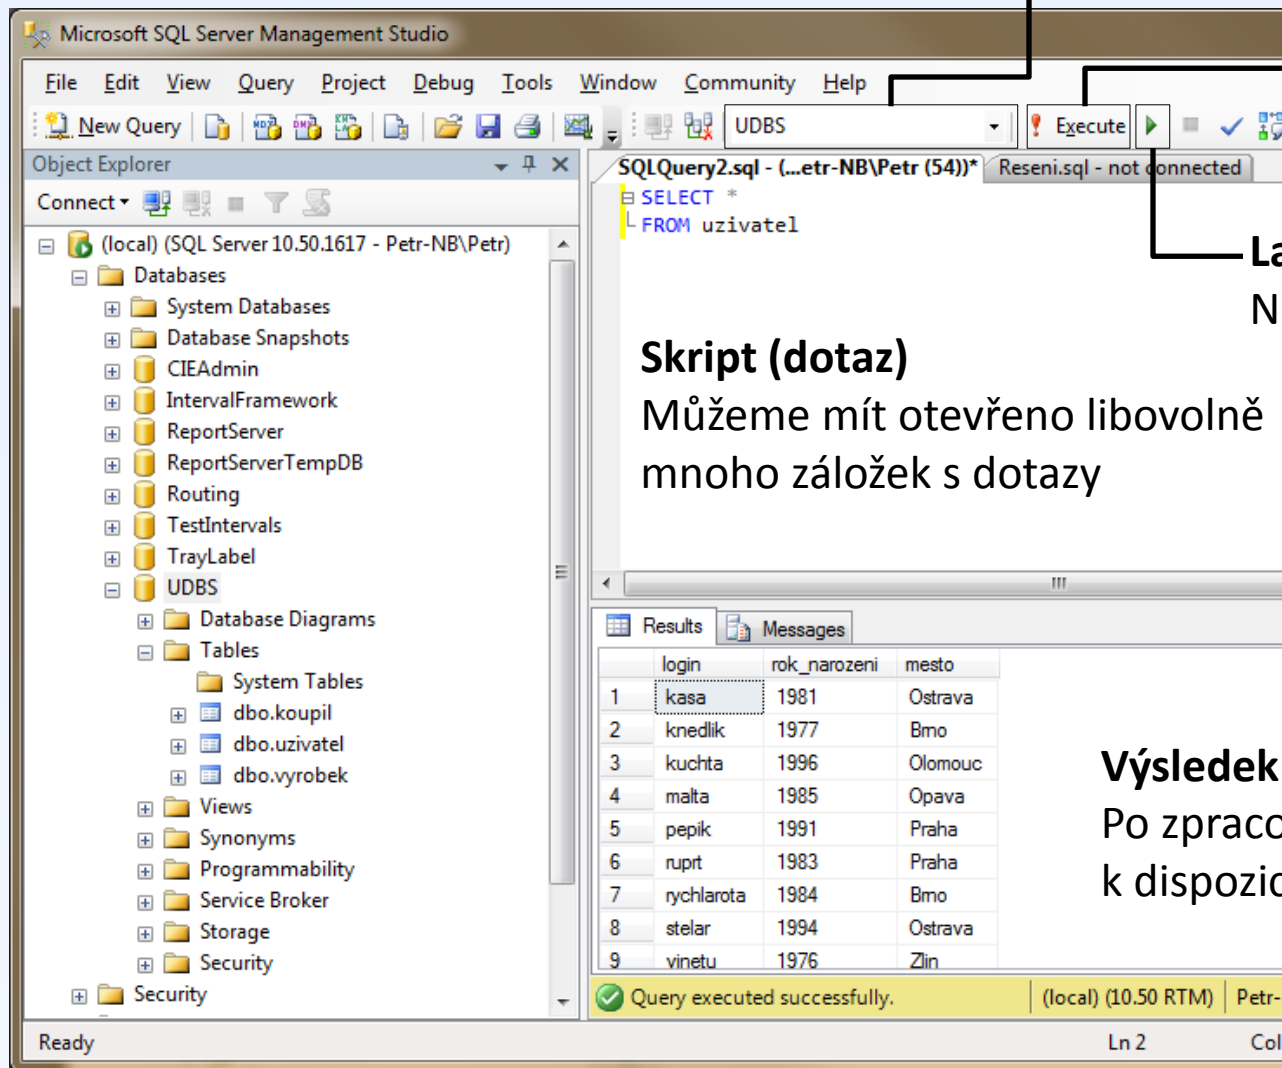 Microsoft SQL Server Management Studio
File Edit View Query Project Debug Tools Window Community Help
New Query UDBS Execute
Object Explorer
Connect
(local) (SQL Server 10.50.1617 - Petr-NB\Petr)
Databases
System Databases
Database Snapshots
CIEAdmin
IntervalFramework
ReportServer
ReportServerTempDB
Routing
TestIntervals
TrayLabel
UDBS
Database Diagrams
Tables
System Tables
dbo.koupil
dbo.uzivatel
dbo.vyrobek
Views
Synonyms
Programmability
Service Broker
Storage
Security
Security
SQLQuery2.sql - (...etr-NB\Petr (54))* Reseni.sql - not connected
SELECT *
FROM uzivatel
La
N
Skript (dotaz)
Můžeme mít otevřeno libovolně
mnoho záložek s dotazy
Results Messages
login rok_narozeni mesto
1 kasa 1981 Ostrava
2 knedlik 1977 Brno
3 kuchta 1996 Olomouc
4 malta 1985 Opava
5 pepik 1991 Praha
6 ruprt 1983 Praha
7 rychlarota 1984 Brno
8 stelar 1994 Ostrava
9 vinetu 1976 Zlin
Výsledek
Po zpraco
k dispozic
Query executed successfully. (local) (10.50 RTM) Petr-
Ready Ln 2 Col